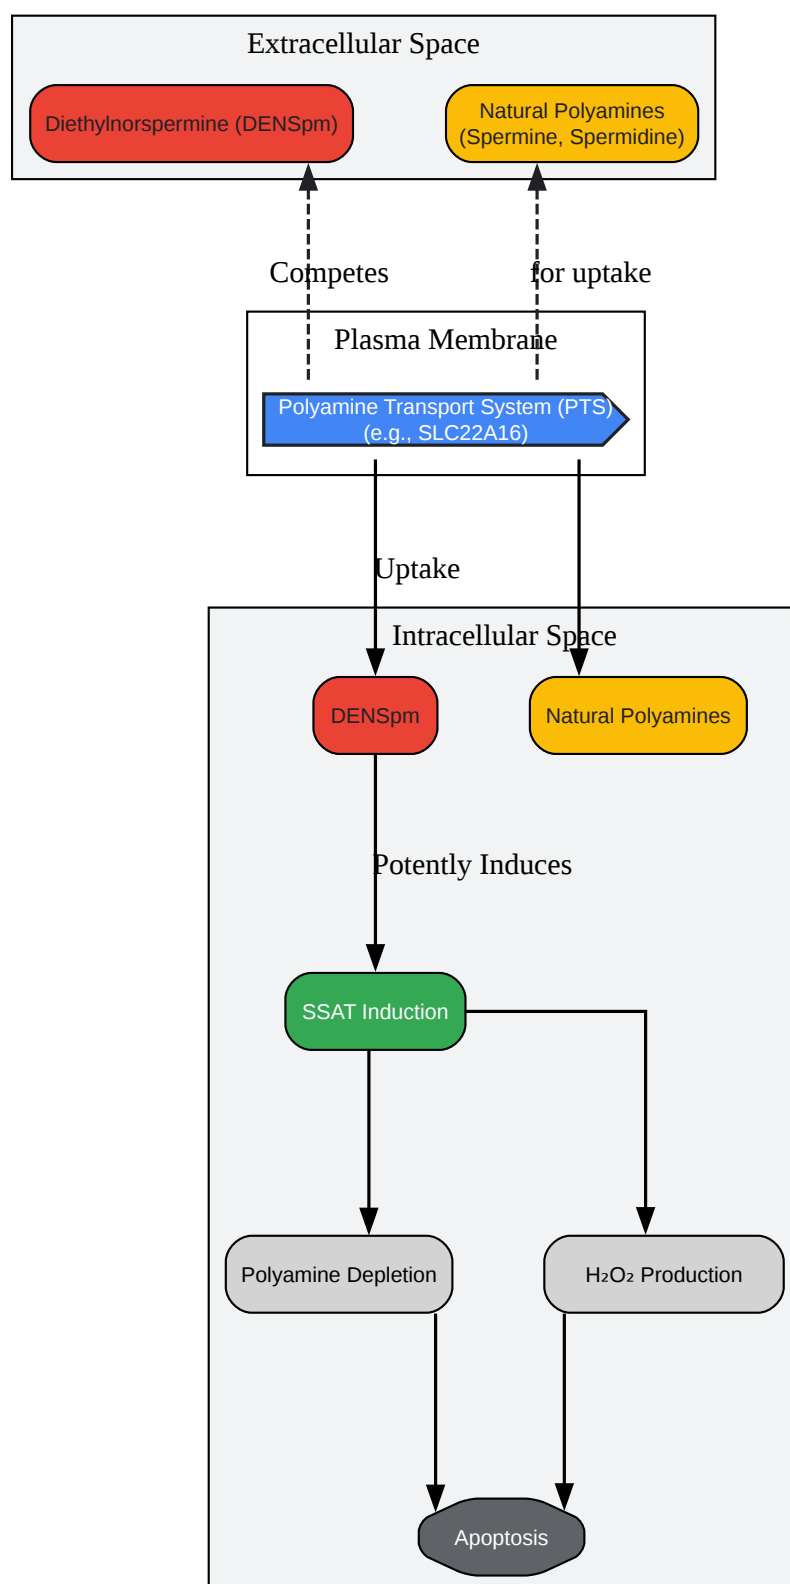 Extracellular Space
Diethylnorspermine (DENSpm)
Natural Polyamines
(Spermine, Spermidine)
Competes
for uptake
Plasma Membrane
Polyamine Transport System (PTS)
(e.g., SLC22A16)
Uptake
Intracellular Space
DENSpm
Natural Polyamines
Potently Induces
SSAT Induction
Polyamine Depletion
H₂O₂ Production
Apoptosis